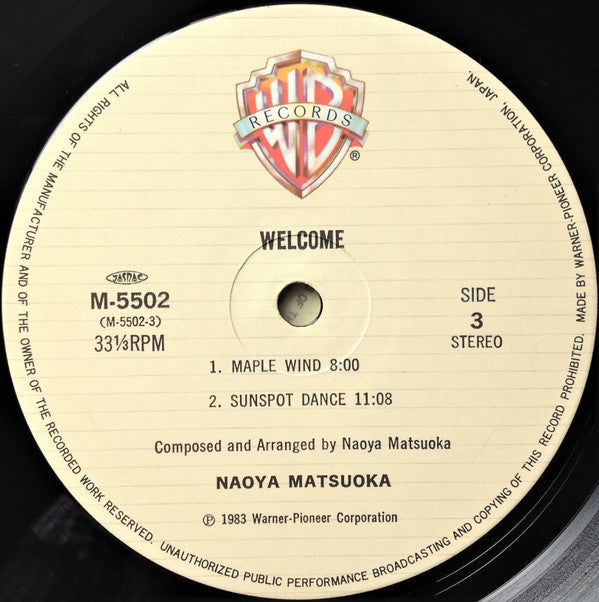 WB
RECORDS
®
WELCOME
JASRAC
M-5502
(M-5502-3)
33⅓RPM
SIDE
3
STEREO
1. MAPLE WIND 8:00
2. SUNSPOT DANCE 11:08
Composed and Arranged by Naoya Matsuoka
NAOYA MATSUOKA
℗ 1983 Warner-Pioneer Corporation
ALL RIGHTS OF THE MANUFACTURER AND OF THE OWNER OF THE RECORDED WORK RESERVED. UNAUTHORIZED PUBLIC PERFORMANCE BROADCASTING AND COPYING OF THIS RECORD PROHIBITED. MADE BY WARNER-PIONEER CORPORATION, JAPAN.